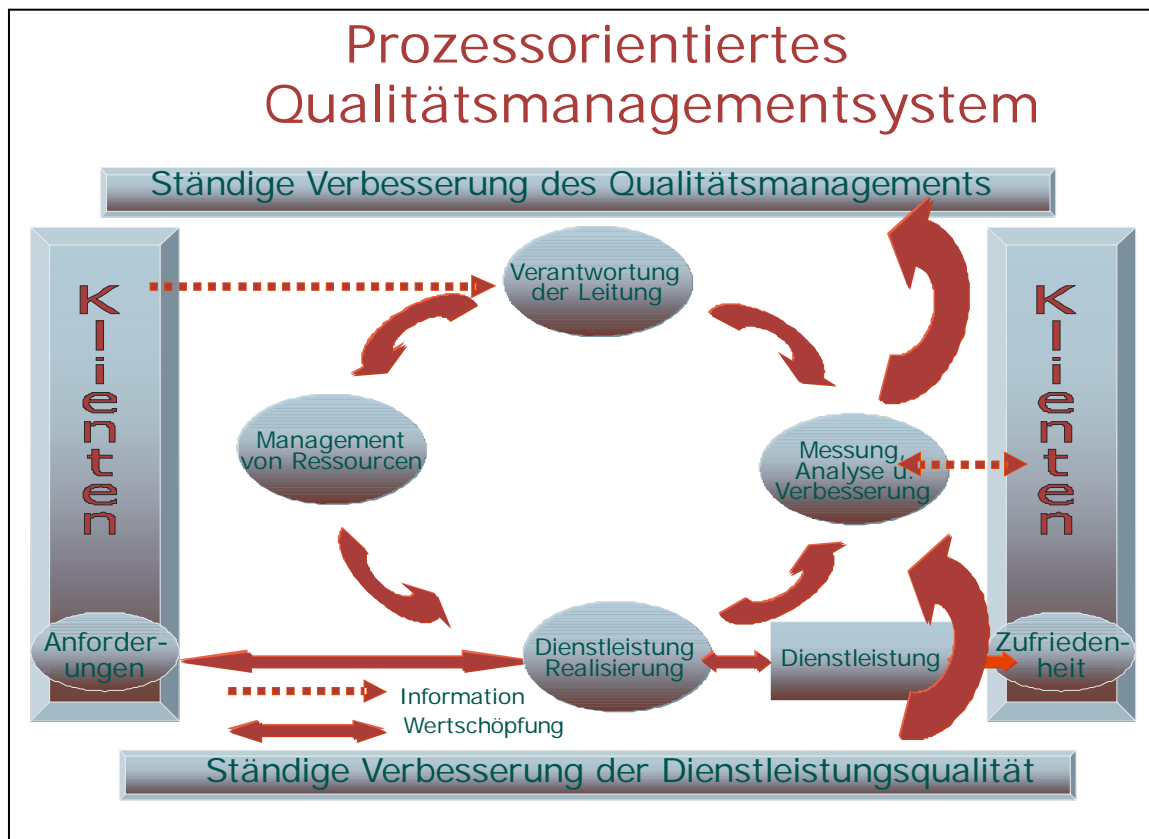 Prozessorientiertes
Qualitätsmanagementsystem
Ständige Verbesserung des Qualitätsmanagements
Klienten
Verantwortung
der Leitung
Klienten
Management
von Ressourcen
Messung,
Analyse u.
Verbesserung
Anforder-
ungen
Dienstleistung
Realisierung
Dienstleistung
Zufrieden-
heit
Information
Wertschöpfung
Ständige Verbesserung der Dienstleistungsqualität